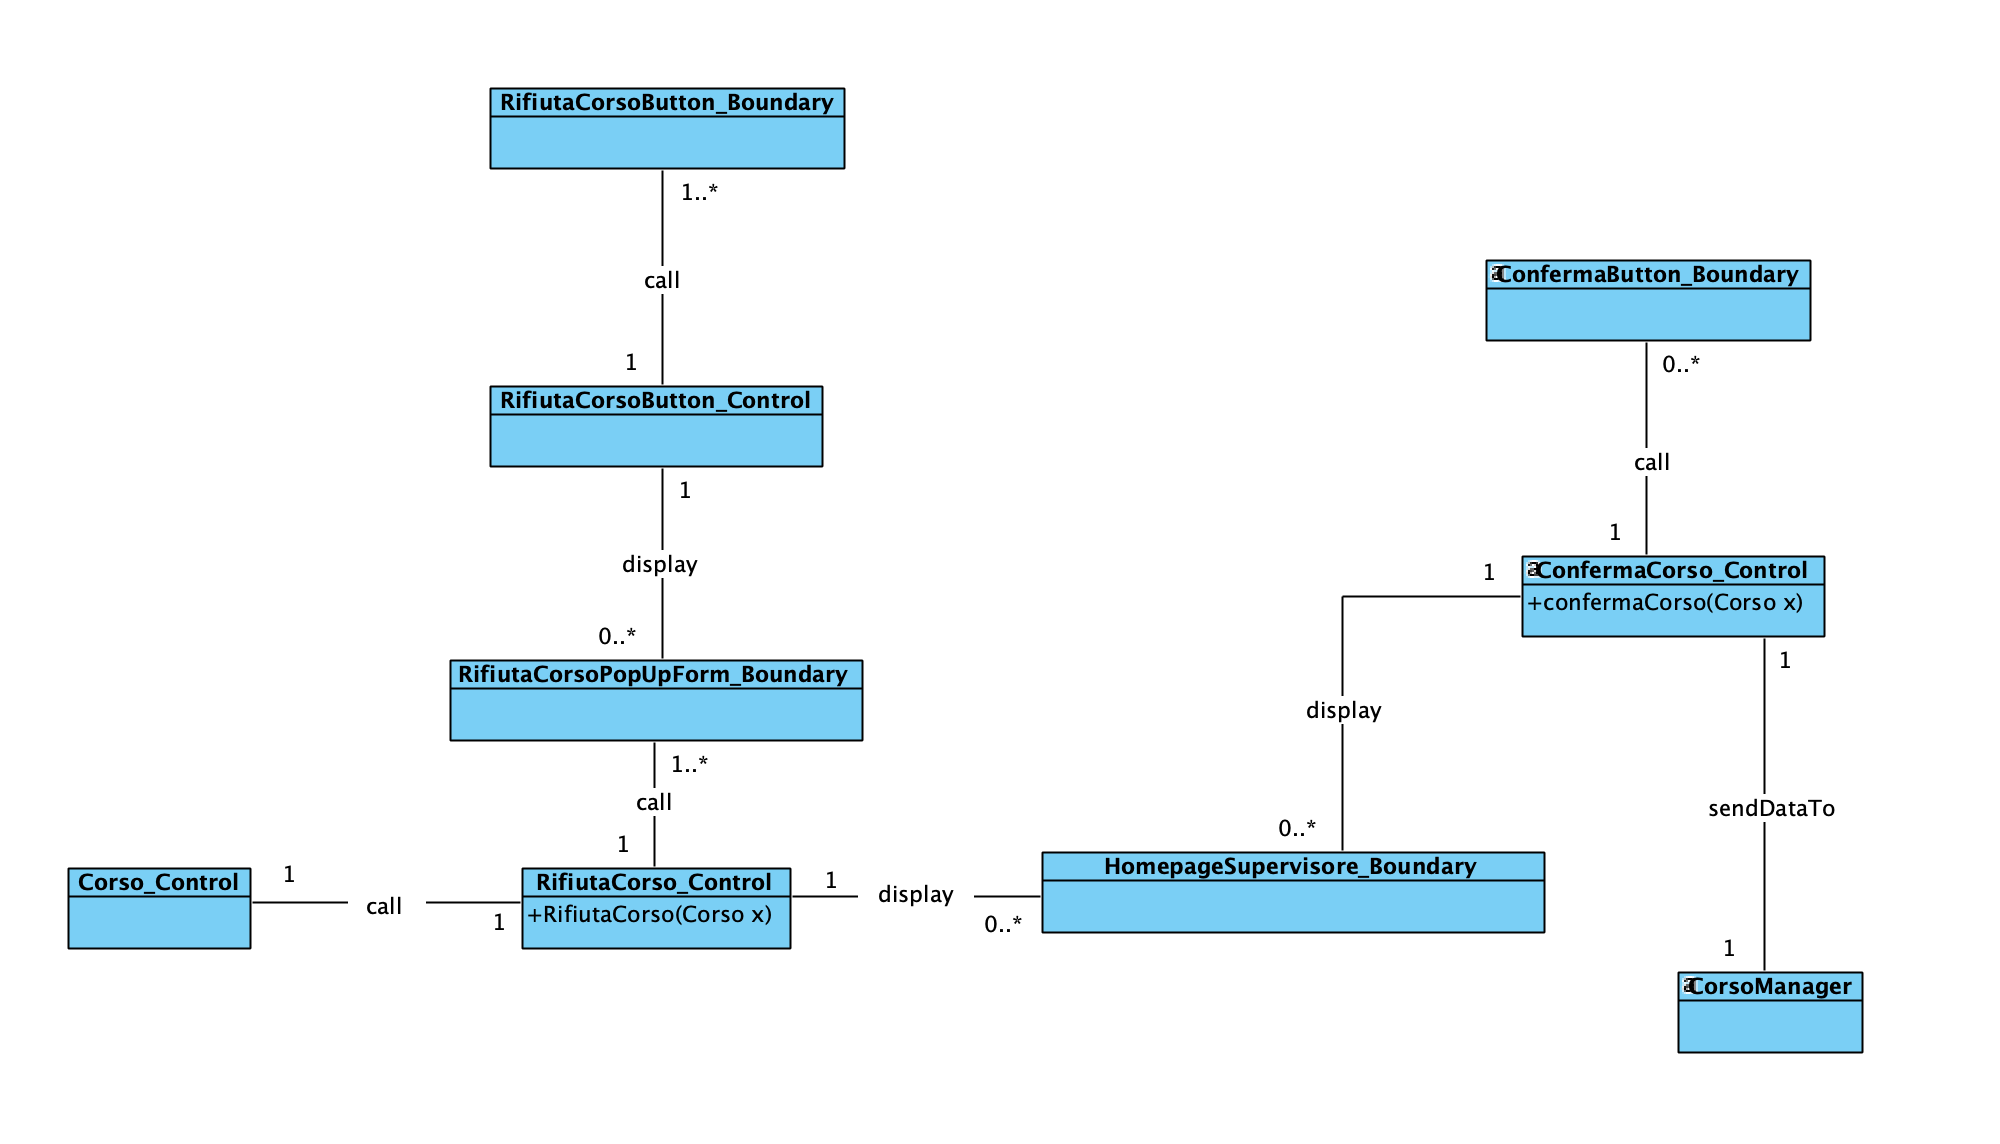 RifiutaCorsoButton_Boundary
1..*
call
1
RifiutaCorsoButton_Control
1
display
0..*
RifiutaCorsoPopUpForm_Boundary
1..*
call
1
Corso_Control
1
call
1
RifiutaCorso_Control
+RifiutaCorso(Corso x)
1
display
0..*
HomepageSupervisore_Boundary
0..*
display
1
ConfermaButton_Boundary
0..*
call
1
ConfermaCorso_Control
+confermaCorso(Corso x)
1
sendDataTo
1
CorsoManager